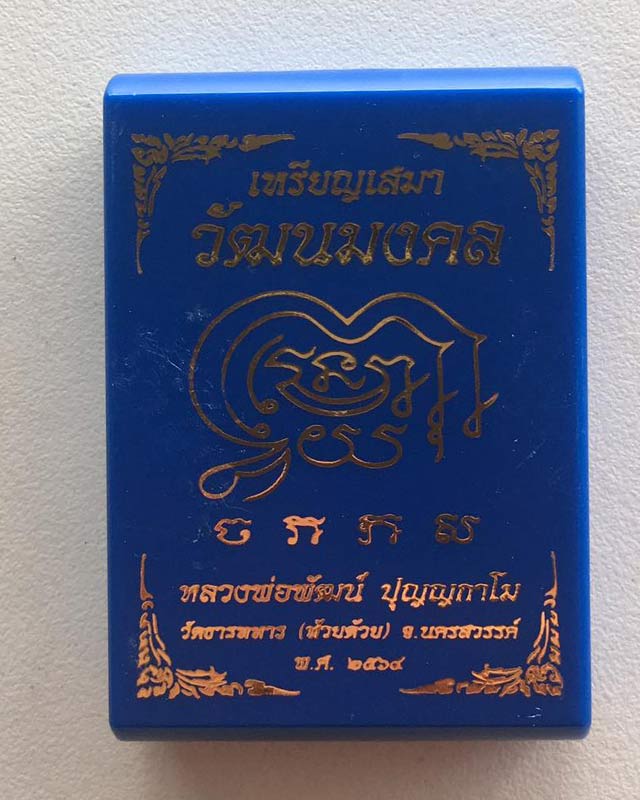 เหรียญเสมา
วัฒนมงคล
หลวงพ่อพัฒน์ ปุญญกาโม
วัดธารทหาร (ห้วยด้วน) จ.นครสวรรค์
พ.ศ. ๒๕๖๔